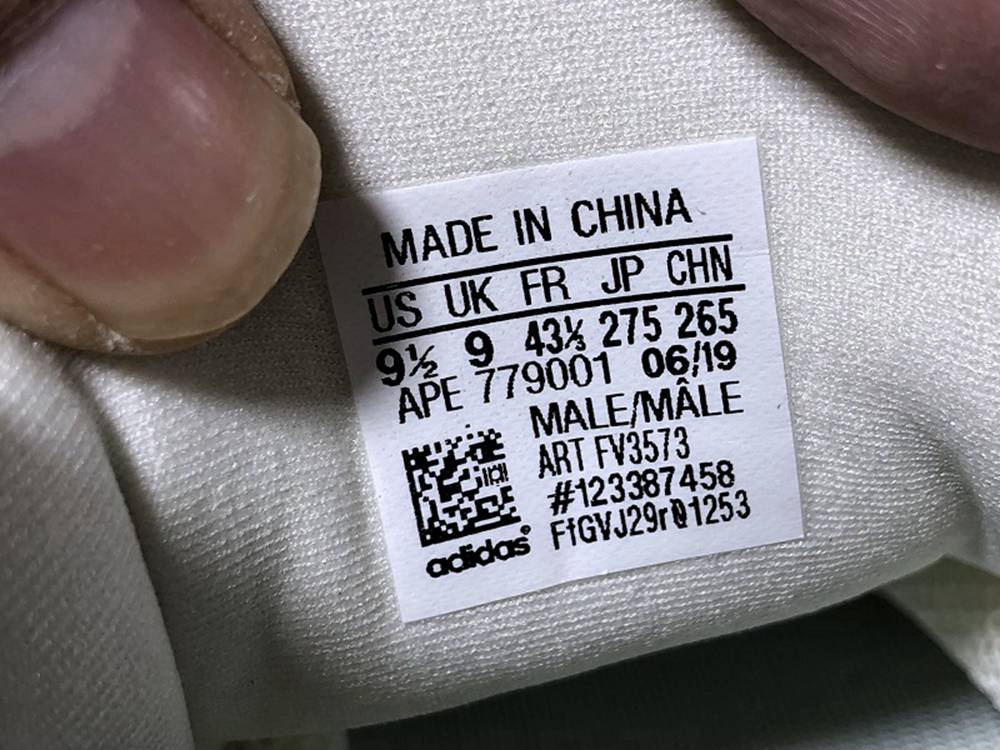 MADE IN CHINA
US UK FR JP CHN
9½ 9 43⅓ 275 265
APE 779001 06/19
MALE/MÂLE
ART FV3573
#123387458
FfGVJ29r01253
adidas